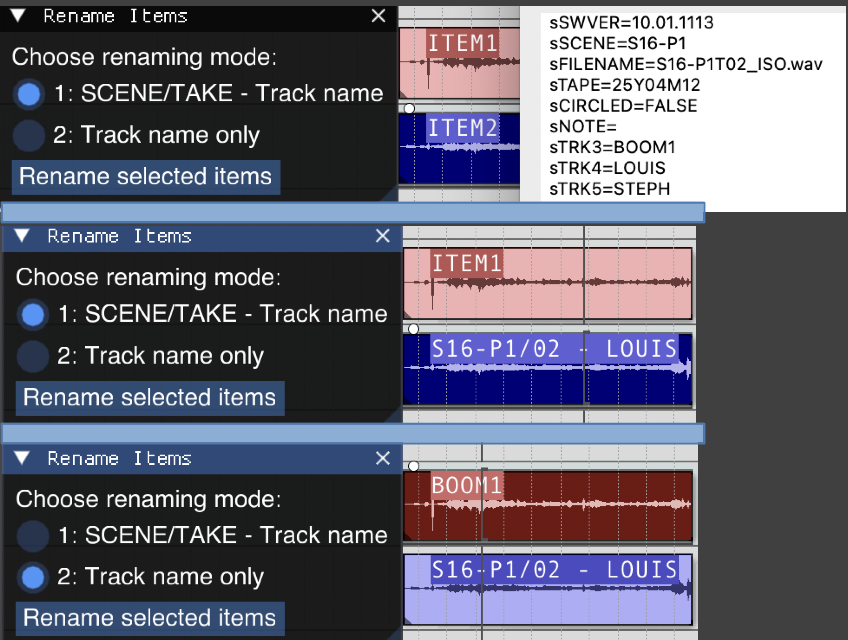 Rename Items
Choose renaming mode:
1: SCENE/TAKE - Track name
2: Track name only
Rename selected items
ITEM1
ITEM2
sSWVER=10.01.1113
sSCENE=S16-P1
sFILENAME=S16-P1T02_ISO.wav
sTAPE=25Y04M12
sCIRCLED=FALSE
sNOTE=
sTRK3=BOOM1
sTRK4=LOUIS
sTRK5=STEPH
Rename Items
Choose renaming mode:
1: SCENE/TAKE - Track name
2: Track name only
Rename selected items
ITEM1
S16-P1/02 - LOUIS
Rename Items
Choose renaming mode:
1: SCENE/TAKE - Track name
2: Track name only
Rename selected items
BOOM1
S16-P1/02 - LOUIS